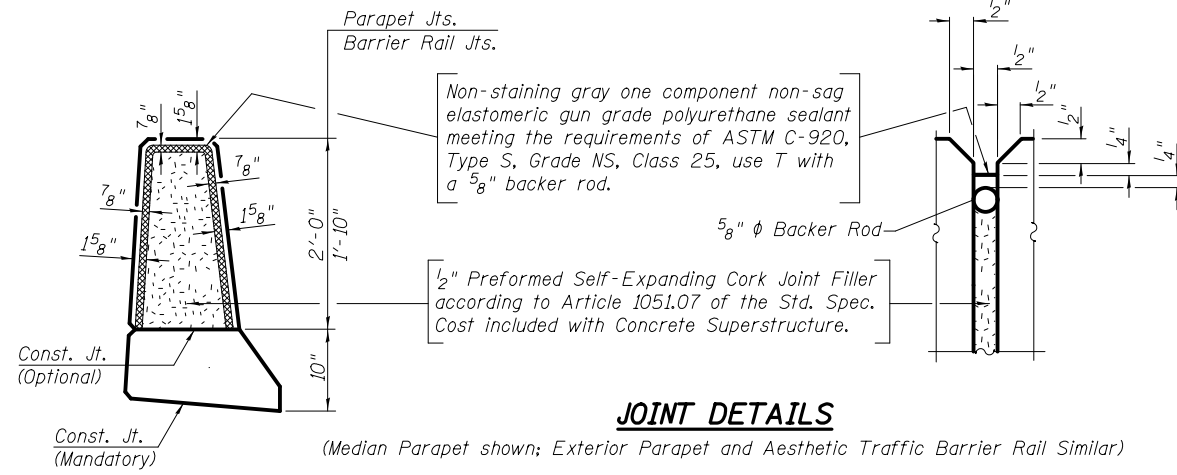 Parapet Jts.
Barrier Rail Jts.
Non-staining gray one component non-sag
elastomeric gun grade polyurethane sealant
meeting the requirements of ASTM C-920,
Type S, Grade NS, Class 25, use T with
a 5/8" backer rod.
7/8"
1 5/8"
7/8"
7/8"
1 5/8"
1 5/8"
2'-0"
1'-10"
10"
1/2"
1/2"
1/2"
1/2"
1/4"
1/4"
5/8" ϕ Backer Rod
1/2" Preformed Self-Expanding Cork Joint Filler
according to Article 1051.07 of the Std. Spec.
Cost included with Concrete Superstructure.
Const. Jt.
(Optional)
Const. Jt.
(Mandatory)
JOINT DETAILS
(Median Parapet shown; Exterior Parapet and Aesthetic Traffic Barrier Rail Similar)